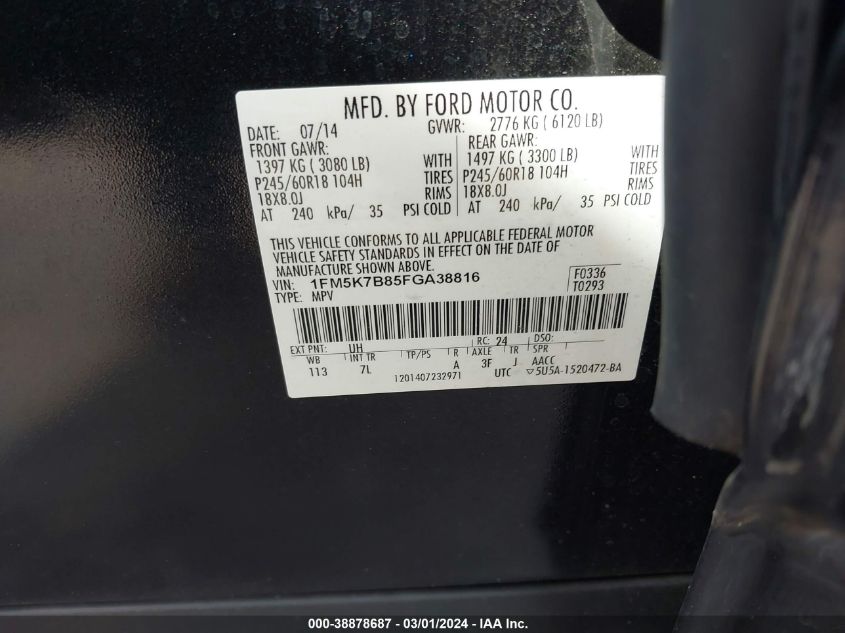 MFD. BY FORD MOTOR CO.
DATE: 07/14 GVWR: 2776 KG ( 6120 LB)
FRONT GAWR: REAR GAWR:
1397 KG ( 3080 LB) WITH 1497 KG ( 3300 LB) WITH
P245/60R18 104H TIRES P245/60R18 104H TIRES
18X8.0J RIMS 18X8.0J RIMS
AT 240 kPa/ 35 PSI COLD AT 240 kPa/ 35 PSI COLD
THIS VEHICLE CONFORMS TO ALL APPLICABLE FEDERAL MOTOR
VEHICLE SAFETY STANDARDS IN EFFECT ON THE DATE OF
MANUFACTURE SHOWN ABOVE.
VIN: 1FM5K7B85FGA38816 F0336
TYPE: MPV T0293
EXT PNT: UH RC: 24 DSO:
WB INT TR TP/PS R AXLE TR SPR
113 7L A 3F J AACC
1201407232971 UTC ▽5U5A-1520472-BA
000-38878687 / 03/01/2024 - IAA Inc.